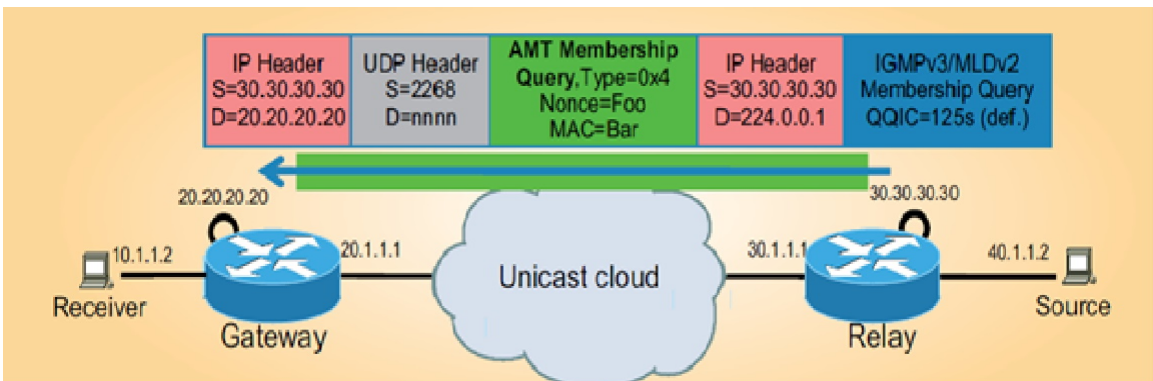 IP Header
S=30.30.30.30
D=20.20.20.20
UDP Header
S=2268
D=nnnn
AMT Membership
Query,Type=0x4
Nonce=Foo
MAC=Bar
IP Header
S=30.30.30.30
D=224.0.0.1
IGMPv3/MLDv2
Membership Query
QQIC=125s (def.)
20.20.20.20
30.30.30.30
10.1.1.2
20.1.1.1
30.1.1.1
40.1.1.2
Unicast cloud
Receiver
Gateway
Relay
Source